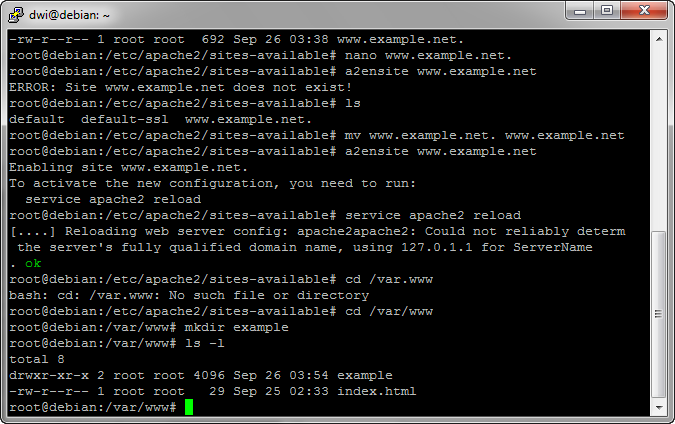 dwi@debian: ~
-rw-r--r-- 1 root root  692 Sep 26 03:38 www.example.net.
root@debian:/etc/apache2/sites-available# nano www.example.net.
root@debian:/etc/apache2/sites-available# a2ensite www.example.net
ERROR: Site www.example.net does not exist!
root@debian:/etc/apache2/sites-available# ls
default  default-ssl  www.example.net.
root@debian:/etc/apache2/sites-available# mv www.example.net. www.example.net
root@debian:/etc/apache2/sites-available# a2ensite www.example.net
Enabling site www.example.net.
To activate the new configuration, you need to run:
  service apache2 reload
root@debian:/etc/apache2/sites-available# service apache2 reload
[....] Reloading web server config: apache2apache2: Could not reliably determ
 the server's fully qualified domain name, using 127.0.1.1 for ServerName
. ok
root@debian:/etc/apache2/sites-available# cd /var.www
bash: cd: /var.www: No such file or directory
root@debian:/etc/apache2/sites-available# cd /var/www
root@debian:/var/www# mkdir example
root@debian:/var/www# ls -l
total 8
drwxr-xr-x 2 root root 4096 Sep 26 03:54 example
-rw-r--r-- 1 root root   29 Sep 25 02:33 index.html
root@debian:/var/www#